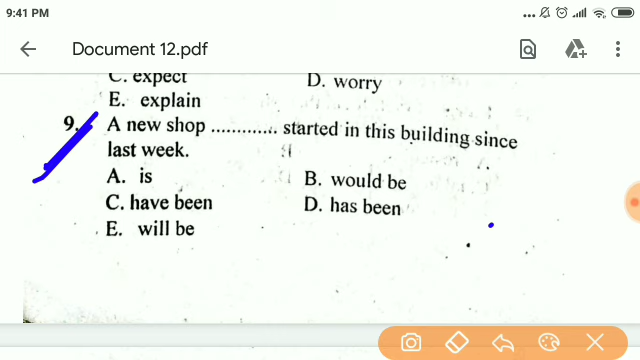 9:41 PM
Document 12.pdf
C. expect D. worry
E. explain
9. A new shop ............. started in this building since
last week.
A. is B. would be
C. have been D. has been
E. will be